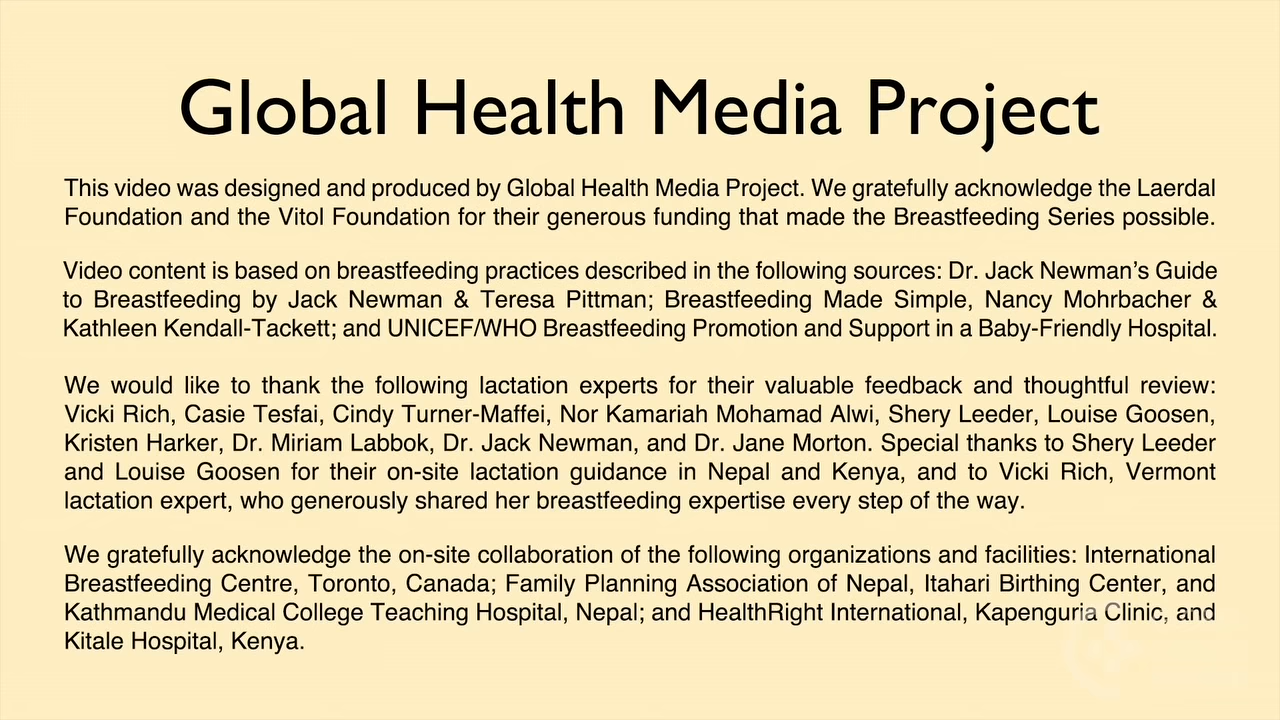 Global Health Media Project
This video was designed and produced by Global Health Media Project. We gratefully acknowledge the Laerdal
Foundation and the Vitol Foundation for their generous funding that made the Breastfeeding Series possible.
Video content is based on breastfeeding practices described in the following sources: Dr. Jack Newman's Guide
to Breastfeeding by Jack Newman & Teresa Pittman; Breastfeeding Made Simple, Nancy Mohrbacher &
Kathleen Kendall-Tackett; and UNICEF/WHO Breastfeeding Promotion and Support in a Baby-Friendly Hospital.
We would like to thank the following lactation experts for their valuable feedback and thoughtful review:
Vicki Rich, Casie Tesfai, Cindy Turner-Maffei, Nor Kamariah Mohamad Alwi, Shery Leeder, Louise Goosen,
Kristen Harker, Dr. Miriam Labbok, Dr. Jack Newman, and Dr. Jane Morton. Special thanks to Shery Leeder
and Louise Goosen for their on-site lactation guidance in Nepal and Kenya, and to Vicki Rich, Vermont
lactation expert, who generously shared her breastfeeding expertise every step of the way.
We gratefully acknowledge the on-site collaboration of the following organizations and facilities: International
Breastfeeding Centre, Toronto, Canada; Family Planning Association of Nepal, Itahari Birthing Center, and
Kathmandu Medical College Teaching Hospital, Nepal; and HealthRight International, Kapenguria Clinic, and
Kitale Hospital, Kenya.